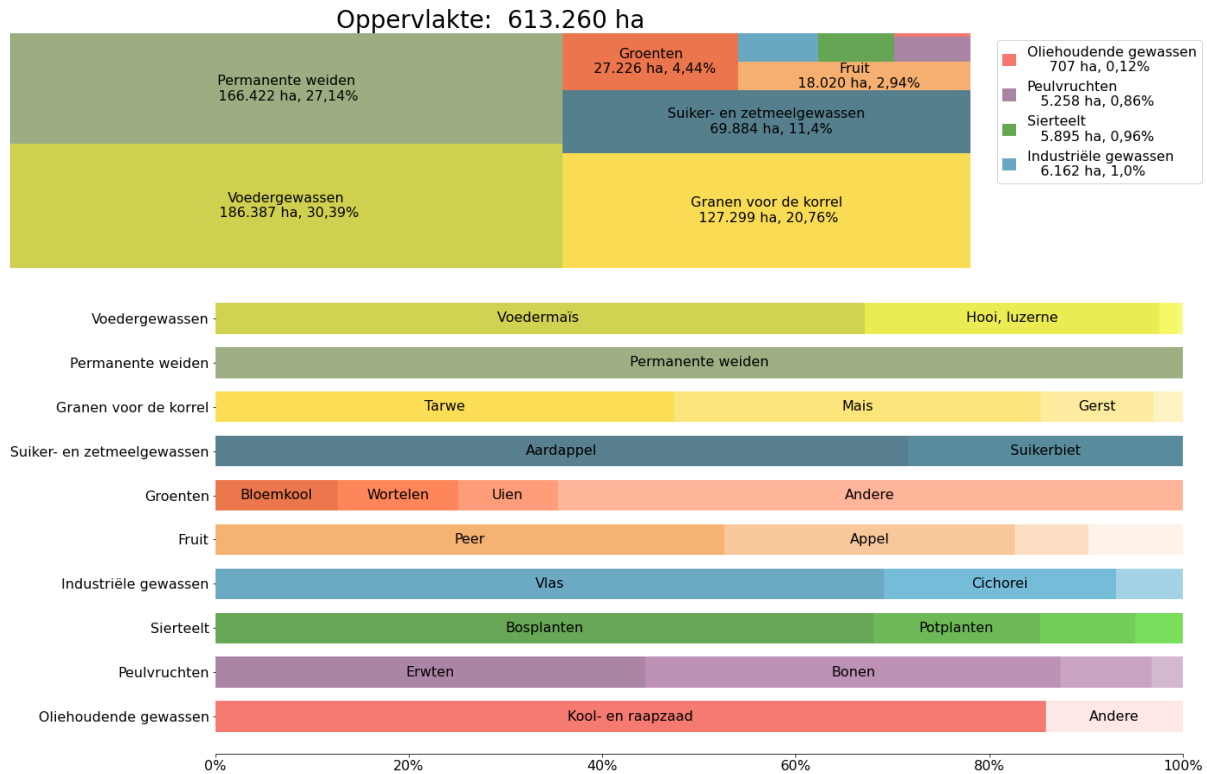 Oppervlakte:  613.260 ha
Permanente weiden
166.422 ha, 27,14%
Groenten
27.226 ha, 4,44%
Fruit
18.020 ha, 2,94%
Suiker- en zetmeelgewassen
69.884 ha, 11,4%
Voedergewassen
186.387 ha, 30,39%
Granen voor de korrel
127.299 ha, 20,76%
Oliehoudende gewassen
707 ha, 0,12%
Peulvruchten
5.258 ha, 0,86%
Sierteelt
5.895 ha, 0,96%
Industriële gewassen
6.162 ha, 1,0%
Voedergewassen Voedermaïs Hooi, luzerne
Permanente weiden Permanente weiden
Granen voor de korrel Tarwe Mais Gerst
Suiker- en zetmeelgewassen Aardappel Suikerbiet
Groenten Bloemkool Wortelen Uien Andere
Fruit Peer Appel
Industriële gewassen Vlas Cichorei
Sierteelt Bosplanten Potplanten
Peulvruchten Erwten Bonen
Oliehoudende gewassen Kool- en raapzaad Andere
0% 20% 40% 60% 80% 100%